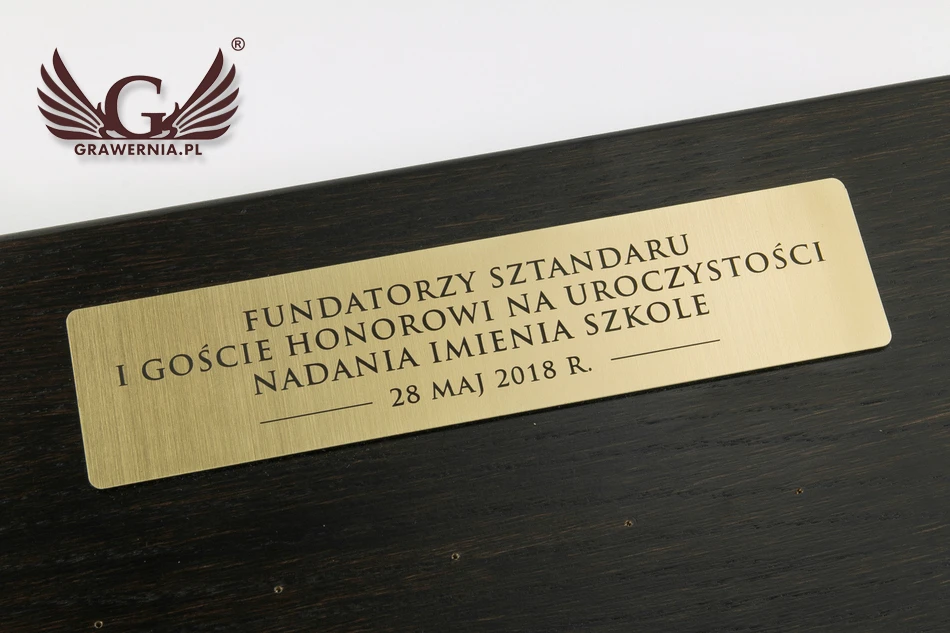 G
®
GRAWERNIA.PL
FUNDATORZY SZTANDARU
I GOŚCIE HONOROWI NA UROCZYSTOŚCI
NADANIA IMIENIA SZKOLE
28 MAJ 2018 R.